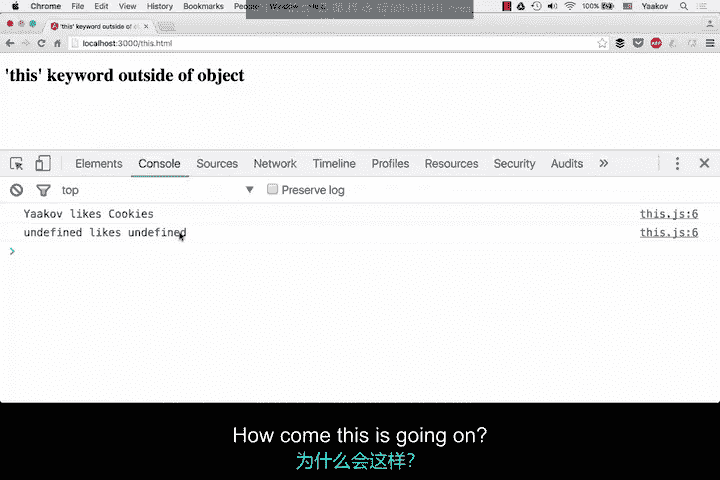 Chrome File Edit View History Bookmarks
100% Yaakov
'this' keyword outside of
localhost:3000/this.html
'this' keyword outside of object
Elements Console Sources Network Timeline Profiles Resources Security Audits »
top Preserve log
Yaakov likes Cookies this.js:6
undefined likes undefined this.js:6
>
How come this is going on?
为什么会这样?